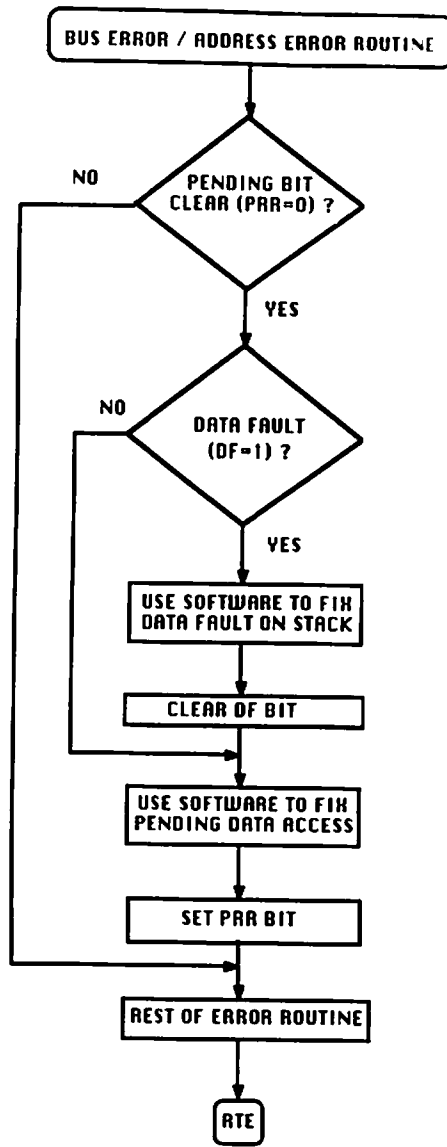 BUS ERROR / ADDRESS ERROR ROUTINE
NO
PENDING BIT
CLEAR (PRR=0) ?
YES
NO
DATA FAULT
(DF=1) ?
YES
USE SOFTWARE TO FIX
DATA FAULT ON STACK
CLEAR DF BIT
USE SOFTWARE TO FIX
PENDING DATA ACCESS
SET PRR BIT
REST OF ERROR ROUTINE
RTE